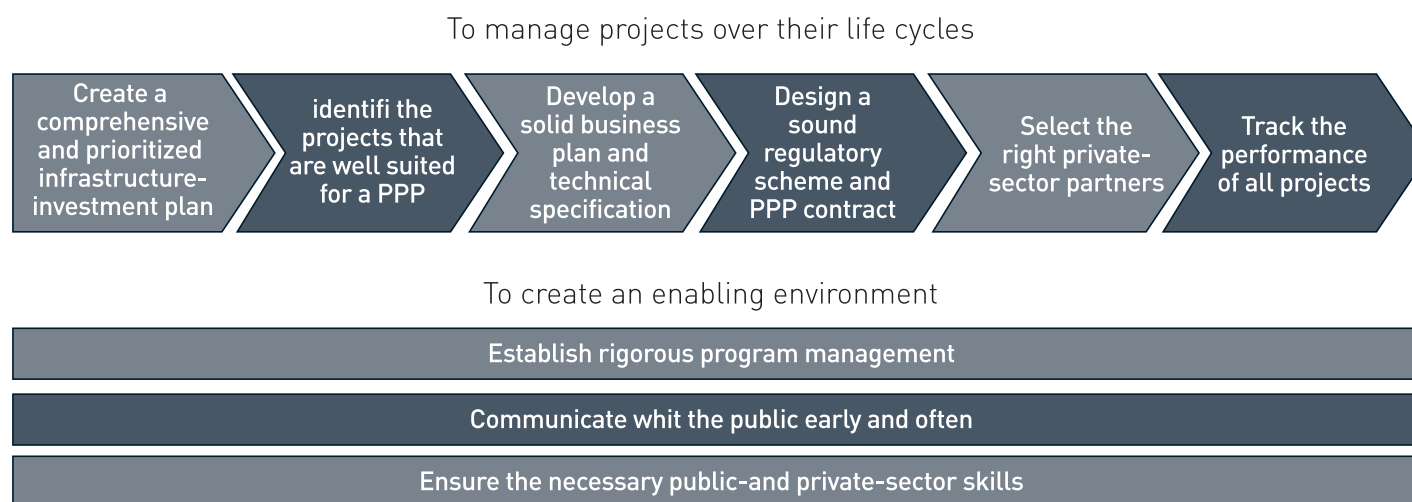 To manage projects over their life cycles
Create a
comprehensive
and prioritized
infrastructure-
investment plan
identifi the
projects that
are well suited
for a PPP
Develop a
solid business
plan and
technical
specification
Design a
sound
regulatory
scheme and
PPP contract
Select the
right private-
sector partners
Track the
performance
of all projects
To create an enabling environment
Establish rigorous program management
Communicate whit the public early and often
Ensure the necessary public-and private-sector skills